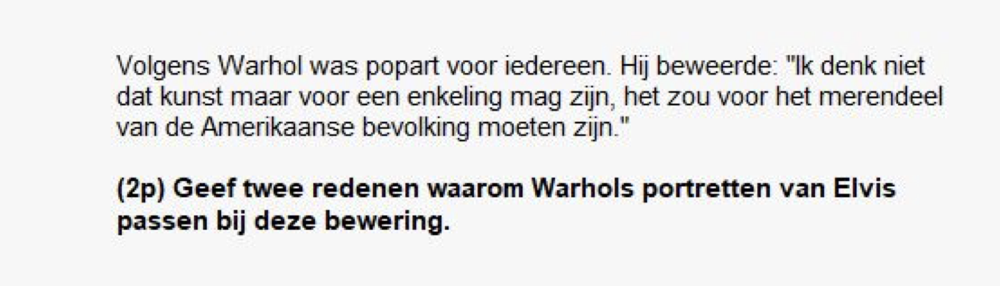 Volgens Warhol was popart voor iedereen. Hij beweerde: "Ik denk niet
dat kunst maar voor een enkeling mag zijn, het zou voor het merendeel
van de Amerikaanse bevolking moeten zijn."
(2p) Geef twee redenen waarom Warhols portretten van Elvis
passen bij deze bewering.